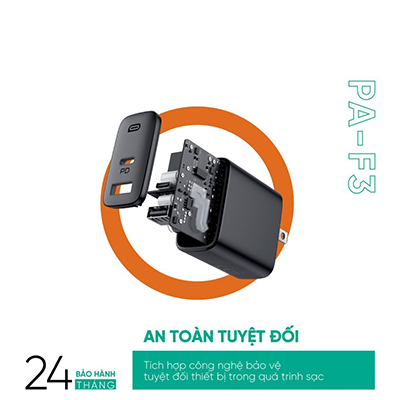 PA-F3
PD
AN TOÀN TUYỆT ĐỐI
24 BẢO HÀNH
THÁNG
Tích hợp công nghệ bảo vệ
tuyệt đối thiết bị trong quá trình sạc